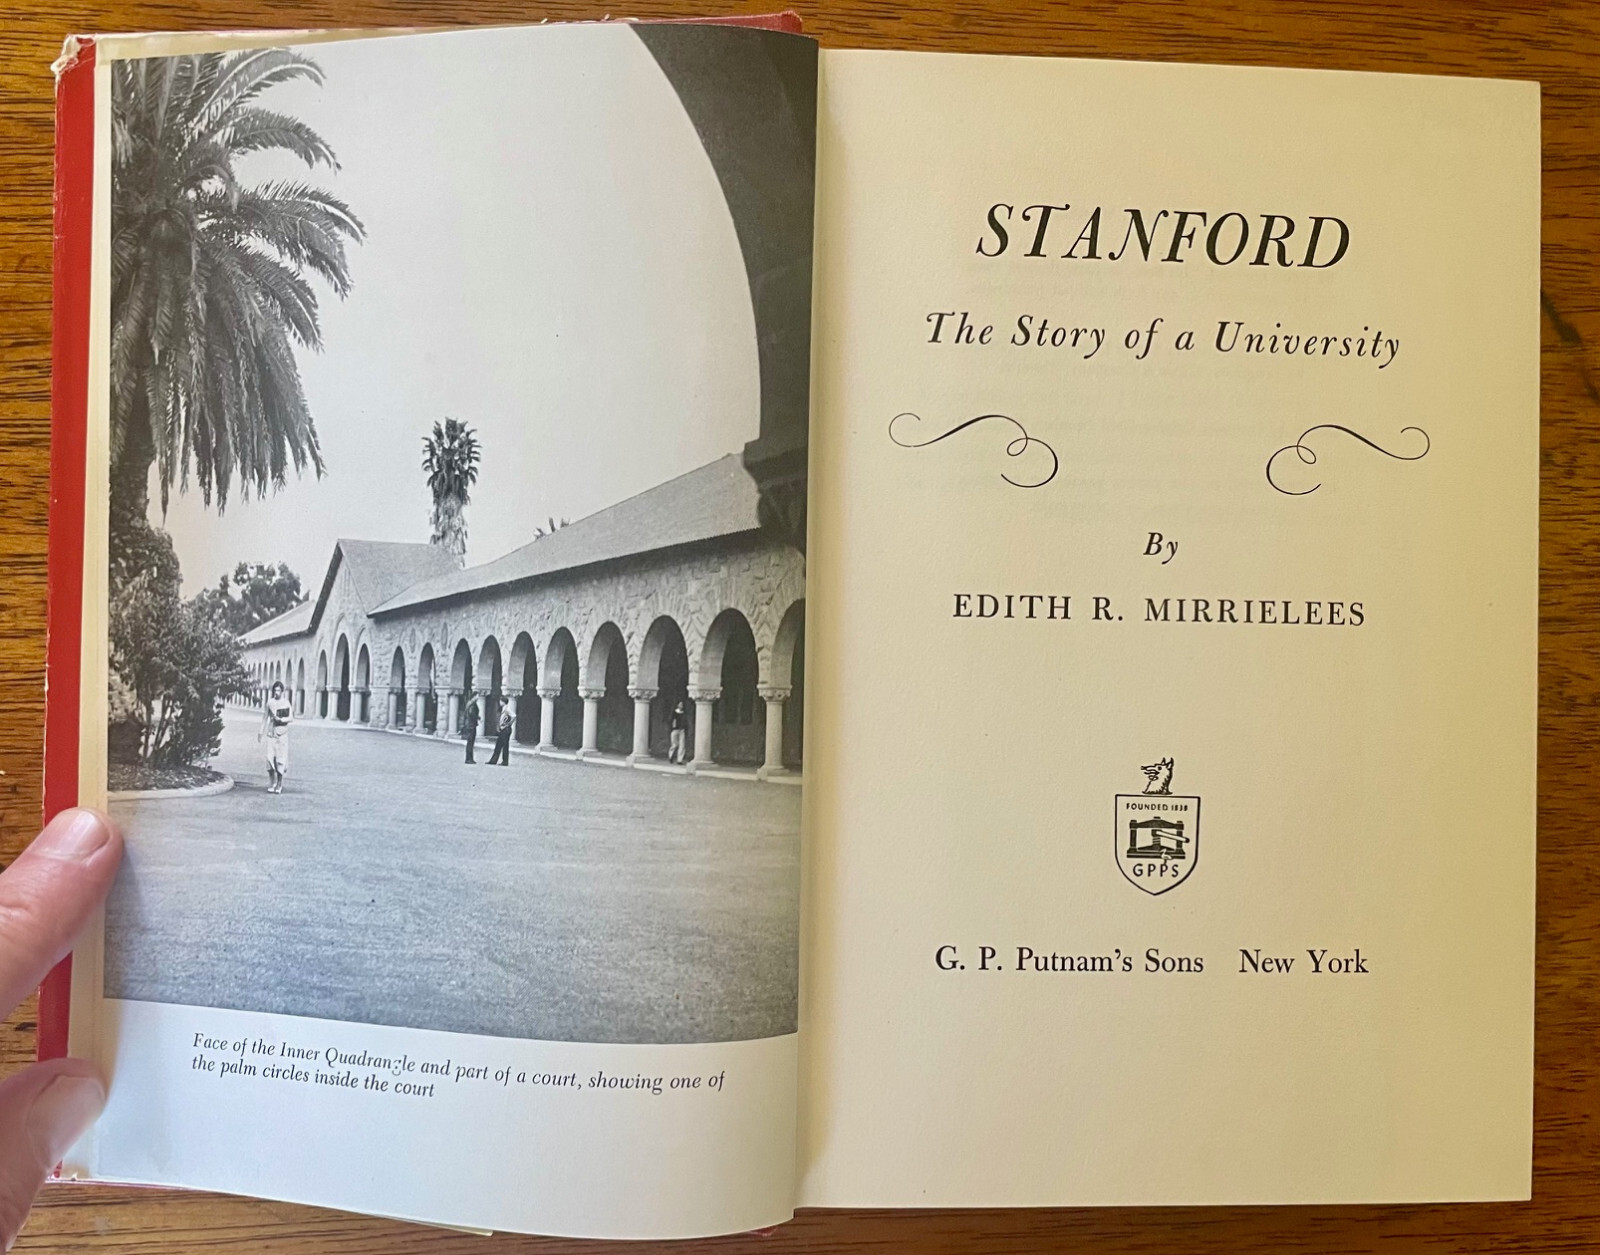 Face of the Inner Quadrangle and part of a court, showing one of
the palm circles inside the court
STANFORD
The Story of a University
By
EDITH R. MIRRIELEES
FOUNDED 1838
GPPS
G. P. Putnam's Sons New York